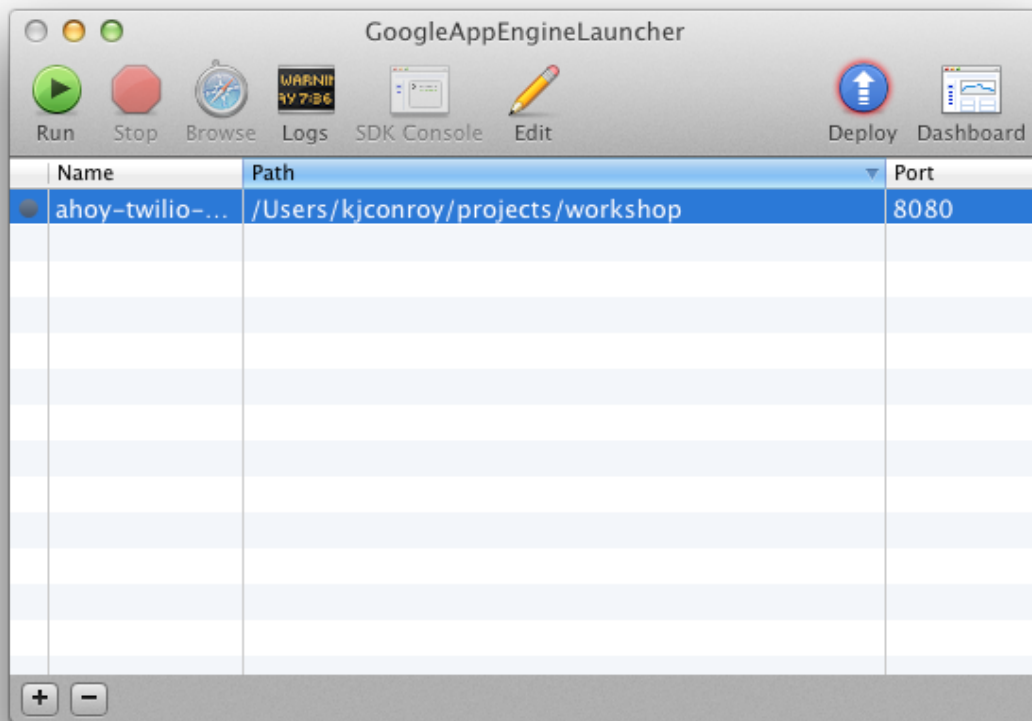 GoogleAppEngineLauncher
Run Stop Browse Logs SDK Console Edit Deploy Dashboard
Name Path Port
ahoy-twilio-... /Users/kjconroy/projects/workshop 8080